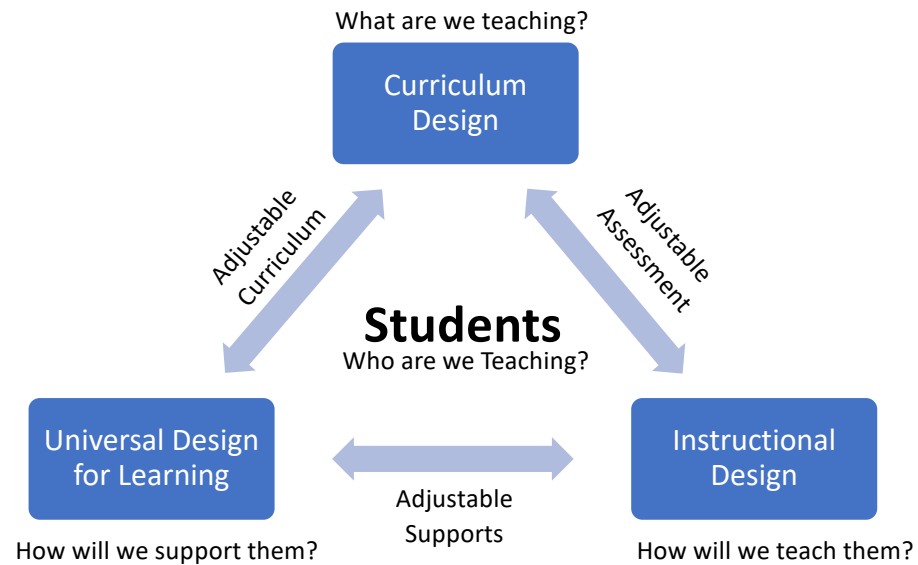 What are we teaching?
Curriculum
Design
Adjustable
Curriculum
Adjustable
Assessment
Students
Who are we Teaching?
Universal Design
for Learning
Instructional
Design
Adjustable
Supports
How will we support them?
How will we teach them?